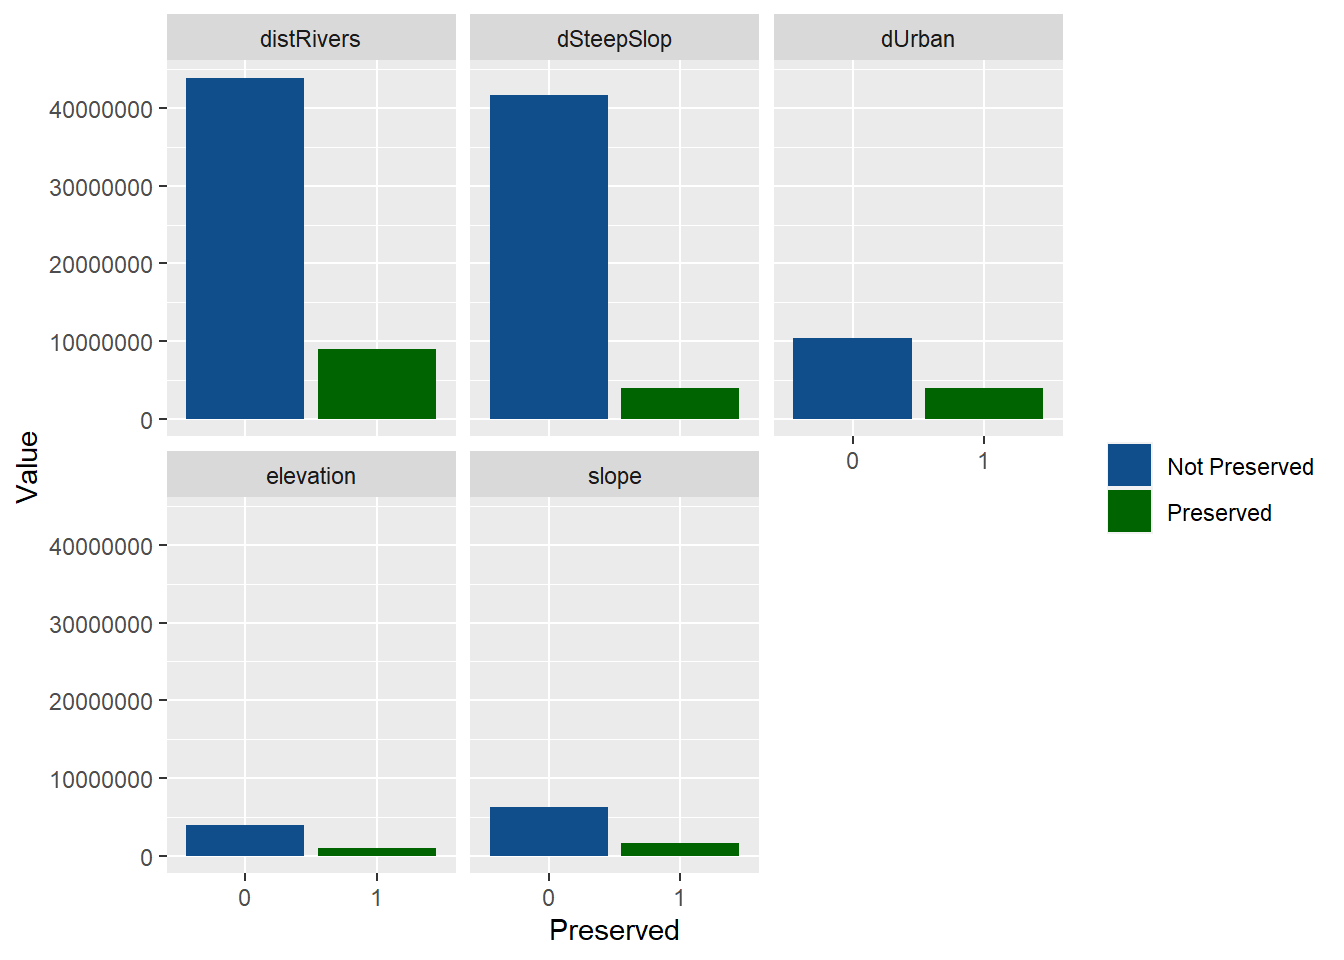 distRivers
dSteepSlop
dUrban
40000000
30000000
20000000
10000000
0
0
1
elevation
slope
40000000
30000000
20000000
10000000
0
0
1
0
1
Value
Preserved
Not Preserved
Preserved